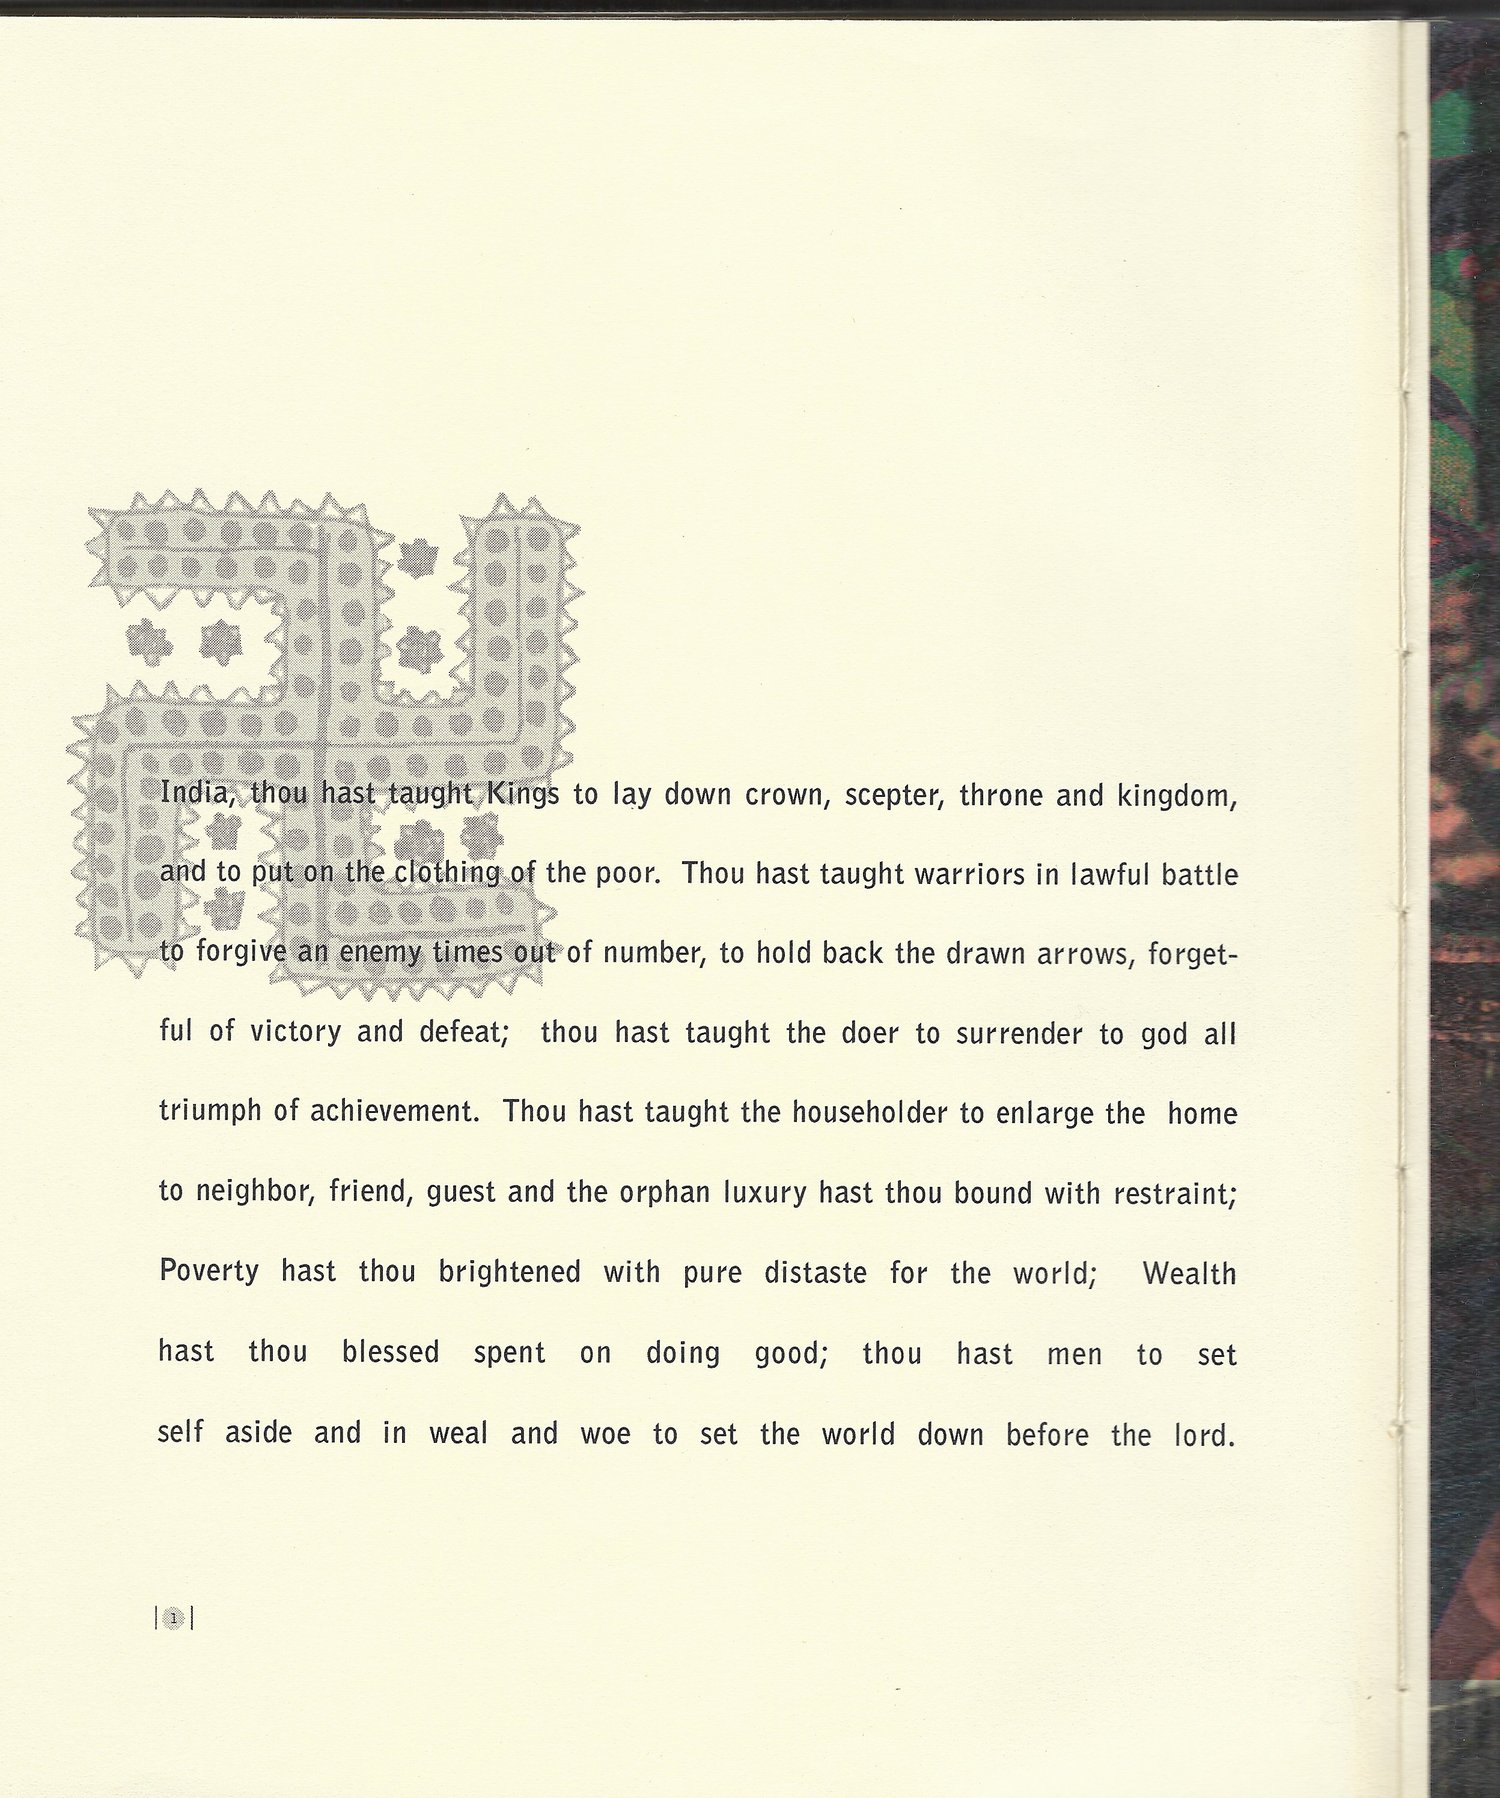 India, thou hast taught Kings to lay down crown, scepter, throne and kingdom,
and to put on the clothing of the poor. Thou hast taught warriors in lawful battle
to forgive an enemy times out of number, to hold back the drawn arrows, forget-
ful of victory and defeat; thou hast taught the doer to surrender to god all
triumph of achievement. Thou hast taught the householder to enlarge the home
to neighbor, friend, guest and the orphan luxury hast thou bound with restraint;
Poverty hast thou brightened with pure distaste for the world; Wealth
hast thou blessed spent on doing good; thou hast men to set
self aside and in weal and woe to set the world down before the lord.
|1|